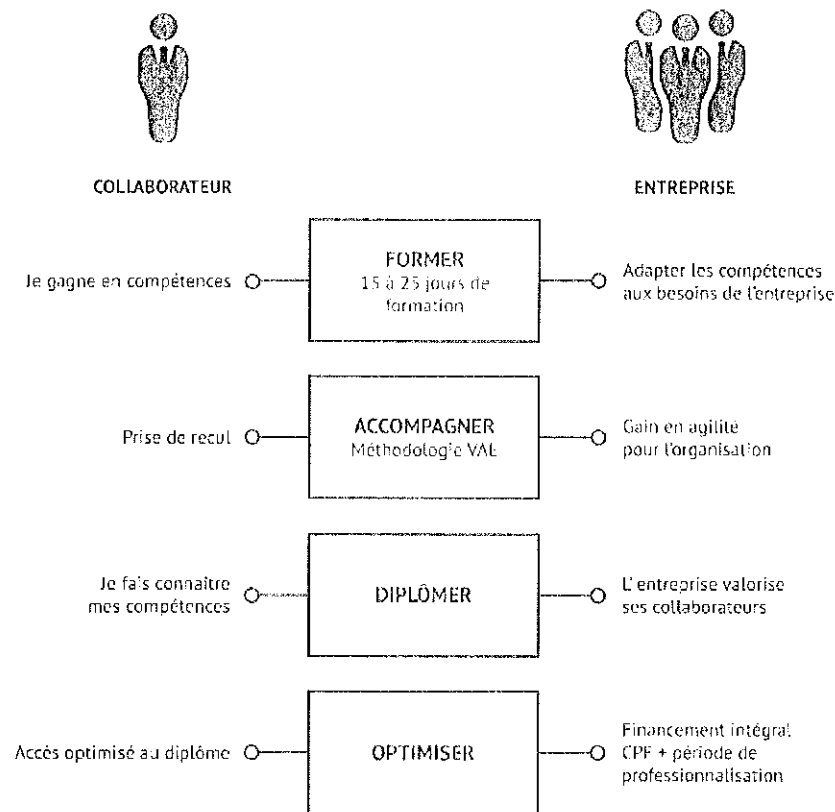 COLLABORATEUR
ENTREPRISE
Je gagne en compétences
FORMER
15 à 25 jours de
formation
Adapter les compétences
aux besoins de l'entreprise
Prise de recul
ACCOMPAGNER
Méthodologie VAE
Gain en agilité
pour l'organisation
Je fais connaître
mes compétences
DIPLÔMER
L'entreprise valorise
ses collaborateurs
Accès optimisé au diplôme
OPTIMISER
Financement intégral
CPF + période de
professionnalisation